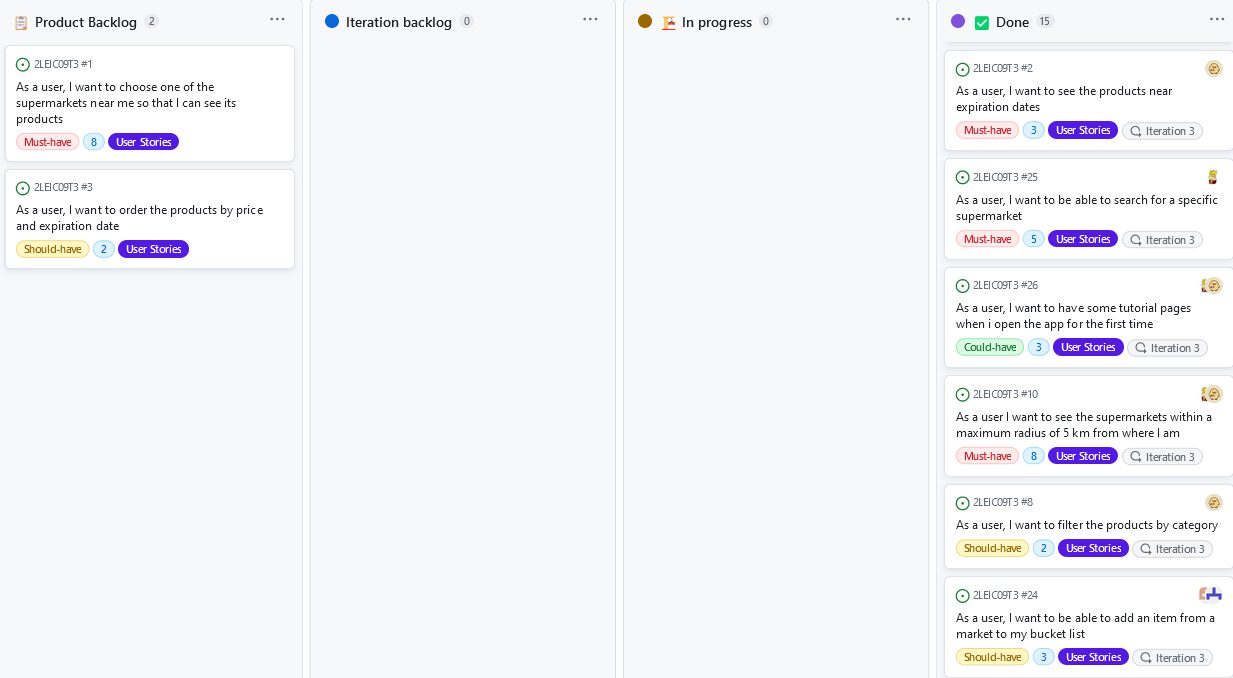 Product Backlog 2
2LEIC09T3 #1
As a user, I want to choose one of the
supermarkets near me so that I can see its
products
Must-have 8 User Stories
2LEIC09T3 #3
As a user, I want to order the products by price
and expiration date
Should-have 2 User Stories
Iteration backlog 0
In progress 0
Done 15
2LEIC09T3 #2
As a user, I want to see the products near
expiration dates
Must-have 3 User Stories Iteration 3
2LEIC09T3 #25
As a user, I want to be able to search for a specific
supermarket
Must-have 5 User Stories Iteration 3
2LEIC09T3 #26
As a user, I want to have some tutorial pages
when i open the app for the first time
Could-have 3 User Stories Iteration 3
2LEIC09T3 #10
As a user I want to see the supermarkets within a
maximum radius of 5 km from where I am
Must-have 8 User Stories Iteration 3
2LEIC09T3 #8
As a user, I want to filter the products by category
Should-have 2 User Stories Iteration 3
2LEIC09T3 #24
As a user, I want to be able to add an item from a
market to my bucket list
Should-have 3 User Stories Iteration 3